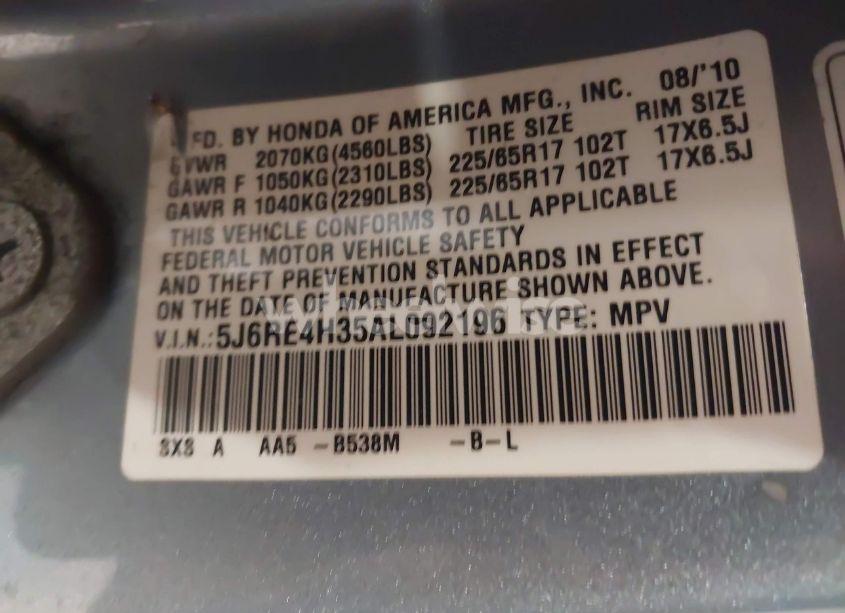 FD. BY HONDA OF AMERICA MFG., INC. 08/'10
GVWR 2070KG(4560LBS) TIRE SIZE RIM SIZE
GAWR F 1050KG(2310LBS) 225/65R17 102T 17X6.5J
GAWR R 1040KG(2290LBS) 225/65R17 102T 17X6.5J
THIS VEHICLE CONFORMS TO ALL APPLICABLE
FEDERAL MOTOR VEHICLE SAFETY
AND THEFT PREVENTION STANDARDS IN EFFECT
ON THE DATE OF MANUFACTURE SHOWN ABOVE.
V.I.N.:5J6RE4H35AL092196 TYPE: MPV
SXS A AA5 -B538M -B-L